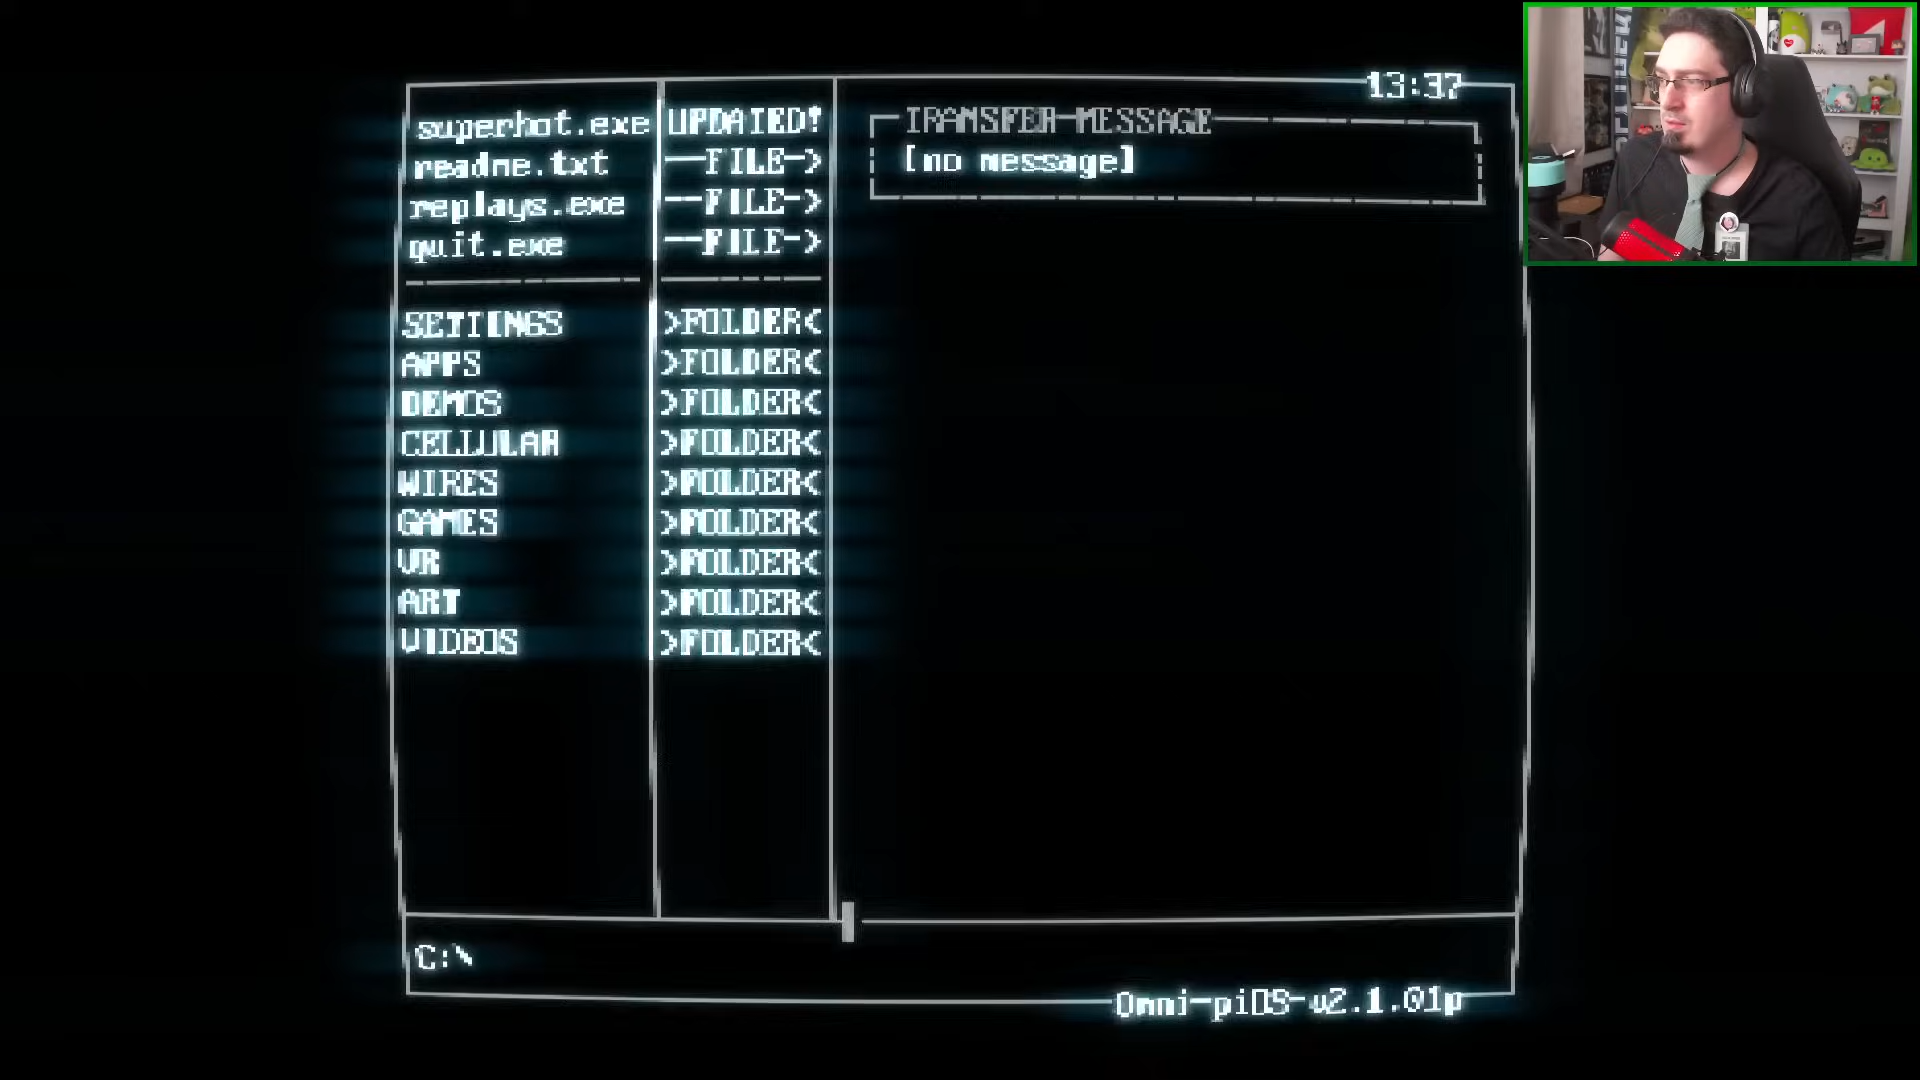 13:37
superhot.exe UPDATED!
readme.txt —FILE->
replays.exe —FILE->
quit.exe —FILE->
SETTINGS >FOLDER<
APPS >FOLDER<
DEMOS >FOLDER<
CELLULAR >FOLDER<
WIRES >FOLDER<
GAMES >FOLDER<
VR >FOLDER<
ART >FOLDER<
VIDEOS >FOLDER<
TRANSFER MESSAGE
[no message]
C:\
Omni-piOS-v2.1.01p